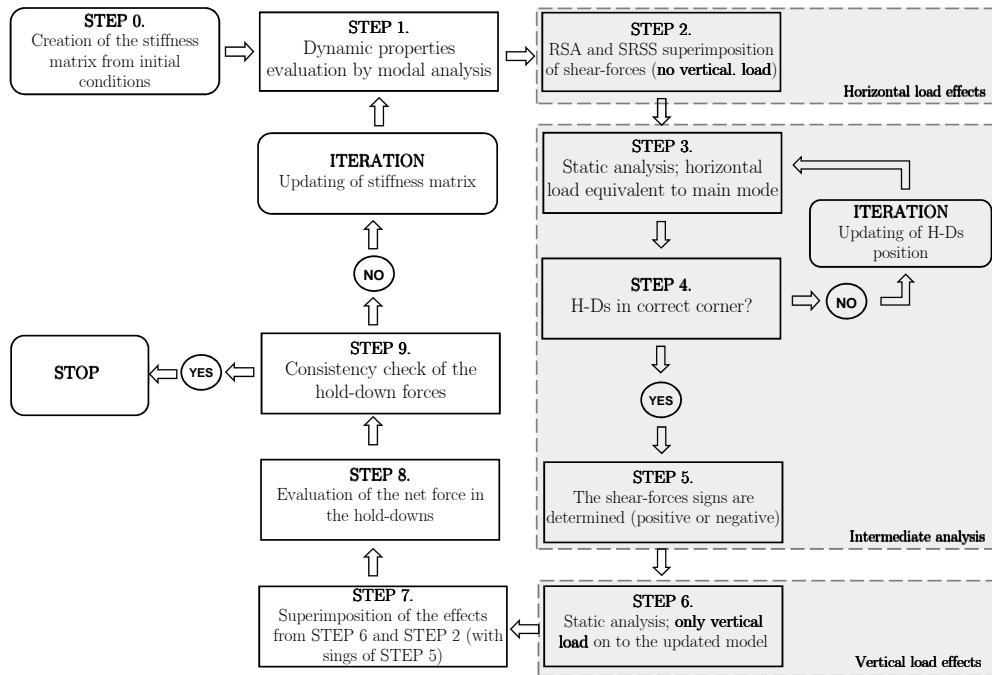 STEP 0.
Creation of the stiffness
matrix from initial
conditions
STEP 1.
Dynamic properties
evaluation by modal analysis
STEP 2.
RSA and SRSS superimposition
of shear-forces (no vertical. load)
Horizontal load effects
ITERATION
Updating of stiffness matrix
STEP 3.
Static analysis; horizontal
load equivalent to main mode
ITERATION
Updating of H-Ds
position
NO
STEP 4.
H-Ds in correct corner?
NO
STOP
YES
STEP 9.
Consistency check of the
hold-down forces
YES
STEP 8.
Evaluation of the net force in
the hold-downs
STEP 5.
The shear-forces signs are
determined (positive or negative)
Intermediate analysis
STEP 7.
Superimposition of the effects
from STEP 6 and STEP 2 (with
sings of STEP 5)
STEP 6.
Static analysis; only vertical
load on to the updated model
Vertical load effects